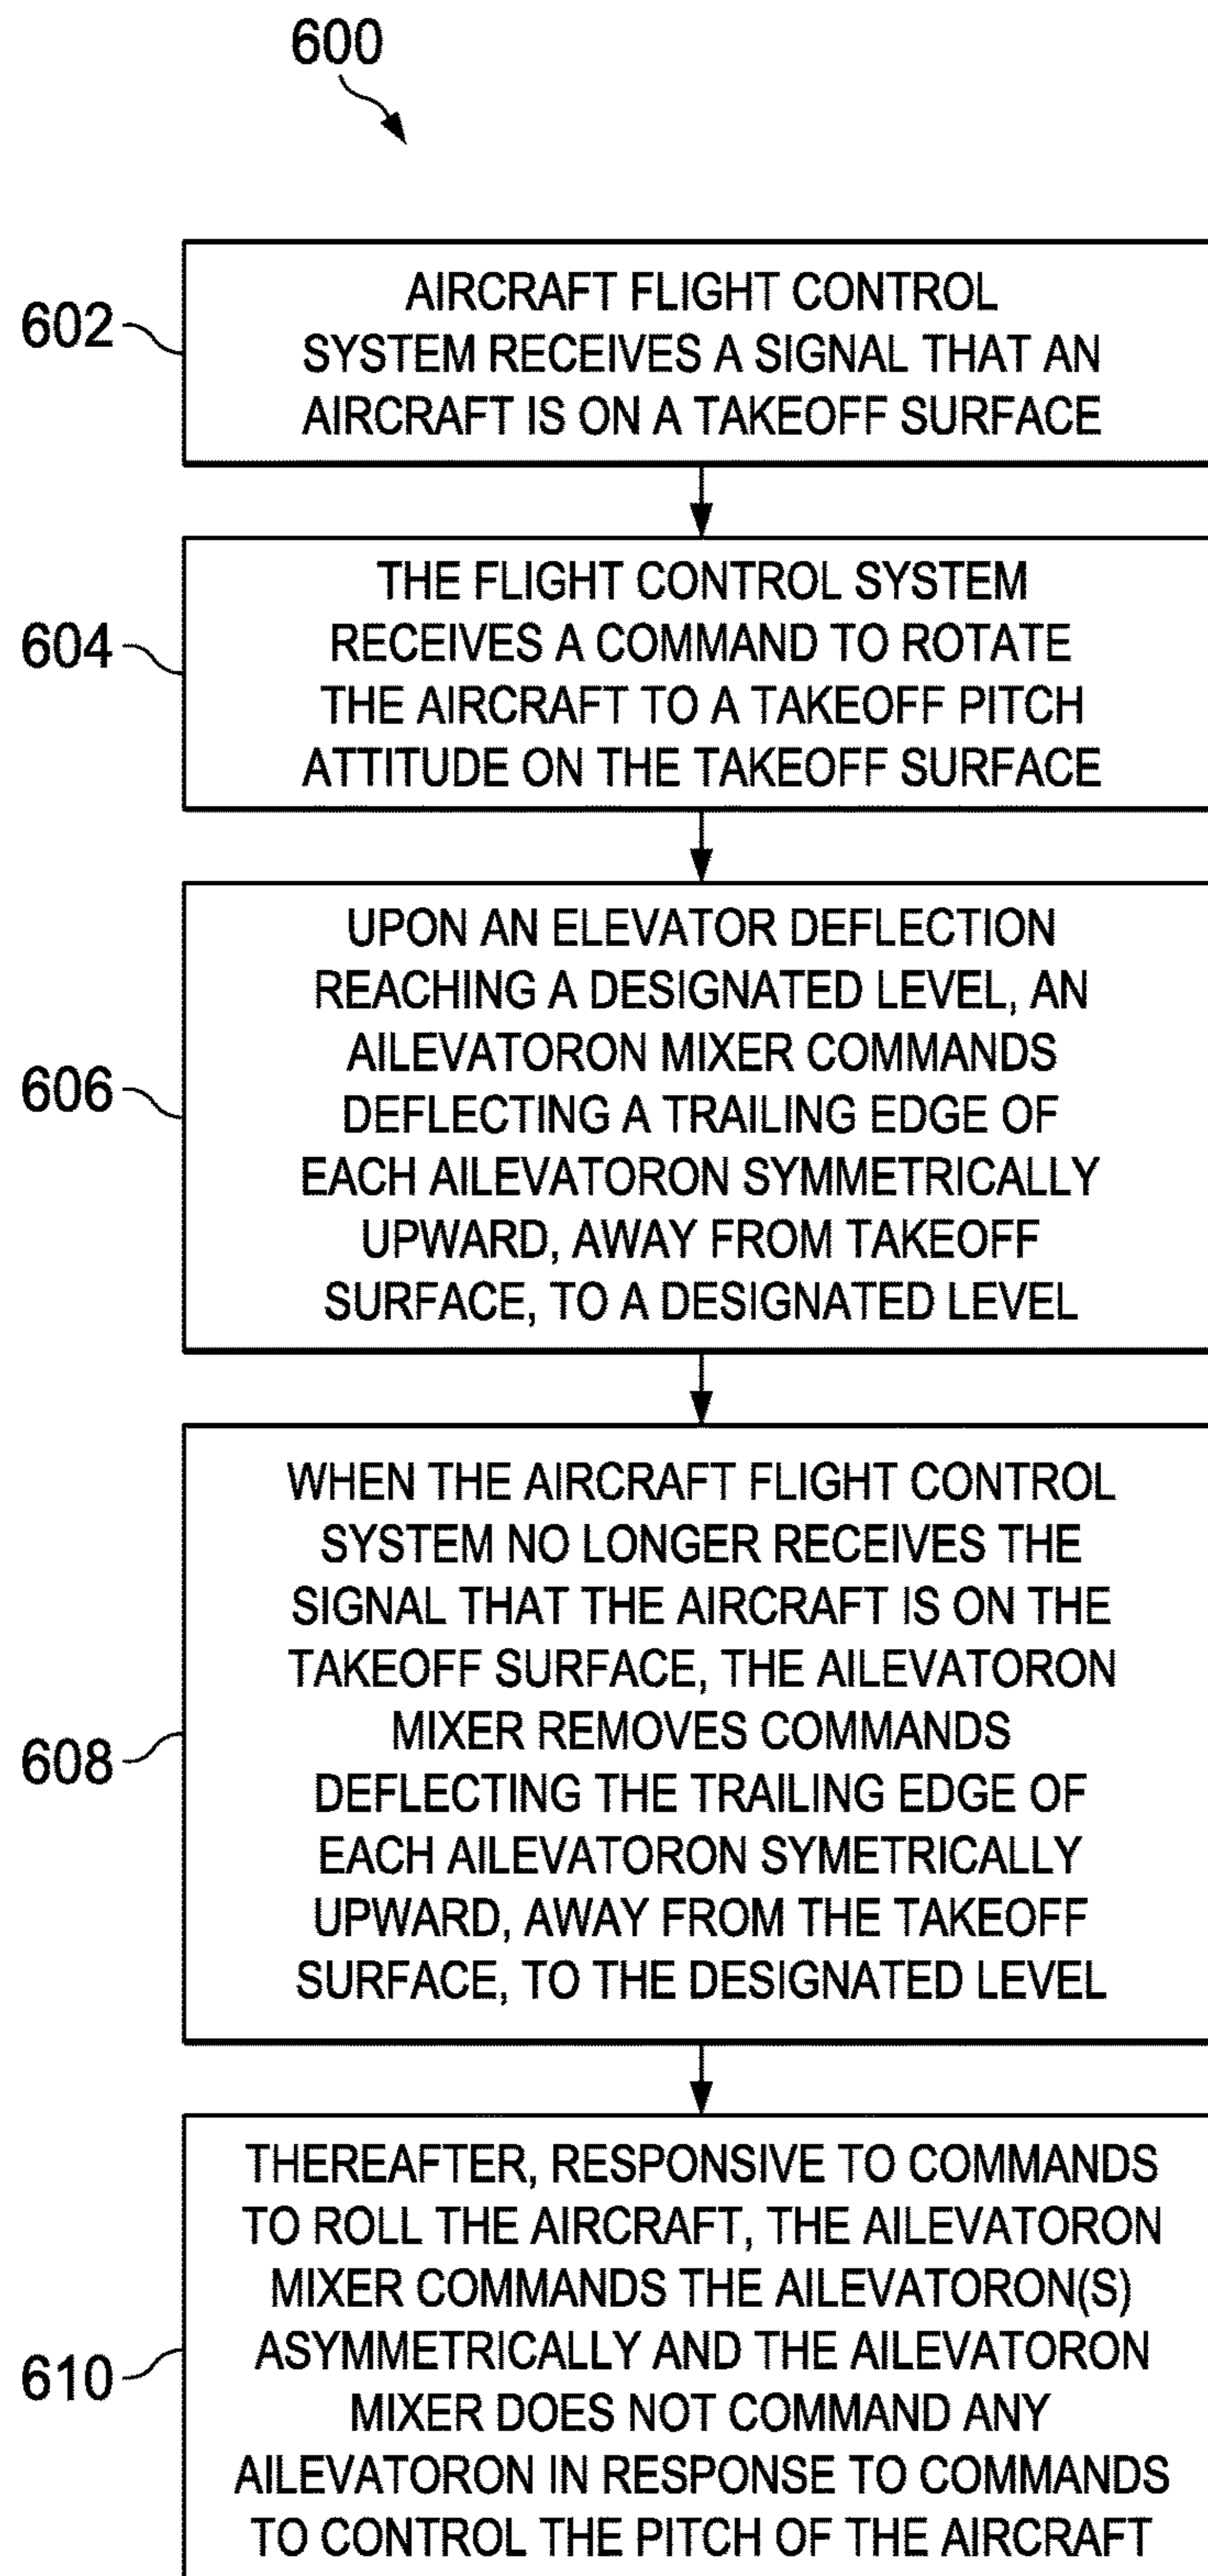 600
602
AIRCRAFT FLIGHT CONTROL
SYSTEM RECEIVES A SIGNAL THAT AN
AIRCRAFT IS ON A TAKEOFF SURFACE
604
THE FLIGHT CONTROL SYSTEM
RECEIVES A COMMAND TO ROTATE
THE AIRCRAFT TO A TAKEOFF PITCH
ATTITUDE ON THE TAKEOFF SURFACE
606
UPON AN ELEVATOR DEFLECTION
REACHING A DESIGNATED LEVEL, AN
AILEVATORON MIXER COMMANDS
DEFLECTING A TRAILING EDGE OF
EACH AILEVATORON SYMMETRICALLY
UPWARD, AWAY FROM TAKEOFF
SURFACE, TO A DESIGNATED LEVEL
608
WHEN THE AIRCRAFT FLIGHT CONTROL
SYSTEM NO LONGER RECEIVES THE
SIGNAL THAT THE AIRCRAFT IS ON THE
TAKEOFF SURFACE, THE AILEVATORON
MIXER REMOVES COMMANDS
DEFLECTING THE TRAILING EDGE OF
EACH AILEVATORON SYMETRICALLY
UPWARD, AWAY FROM THE TAKEOFF
SURFACE, TO THE DESIGNATED LEVEL
610
THEREAFTER, RESPONSIVE TO COMMANDS
TO ROLL THE AIRCRAFT, THE AILEVATORON
MIXER COMMANDS THE AILEVATORON(S)
ASYMMETRICALLY AND THE AILEVATORON
MIXER DOES NOT COMMAND ANY
AILEVATORON IN RESPONSE TO COMMANDS
TO CONTROL THE PITCH OF THE AIRCRAFT